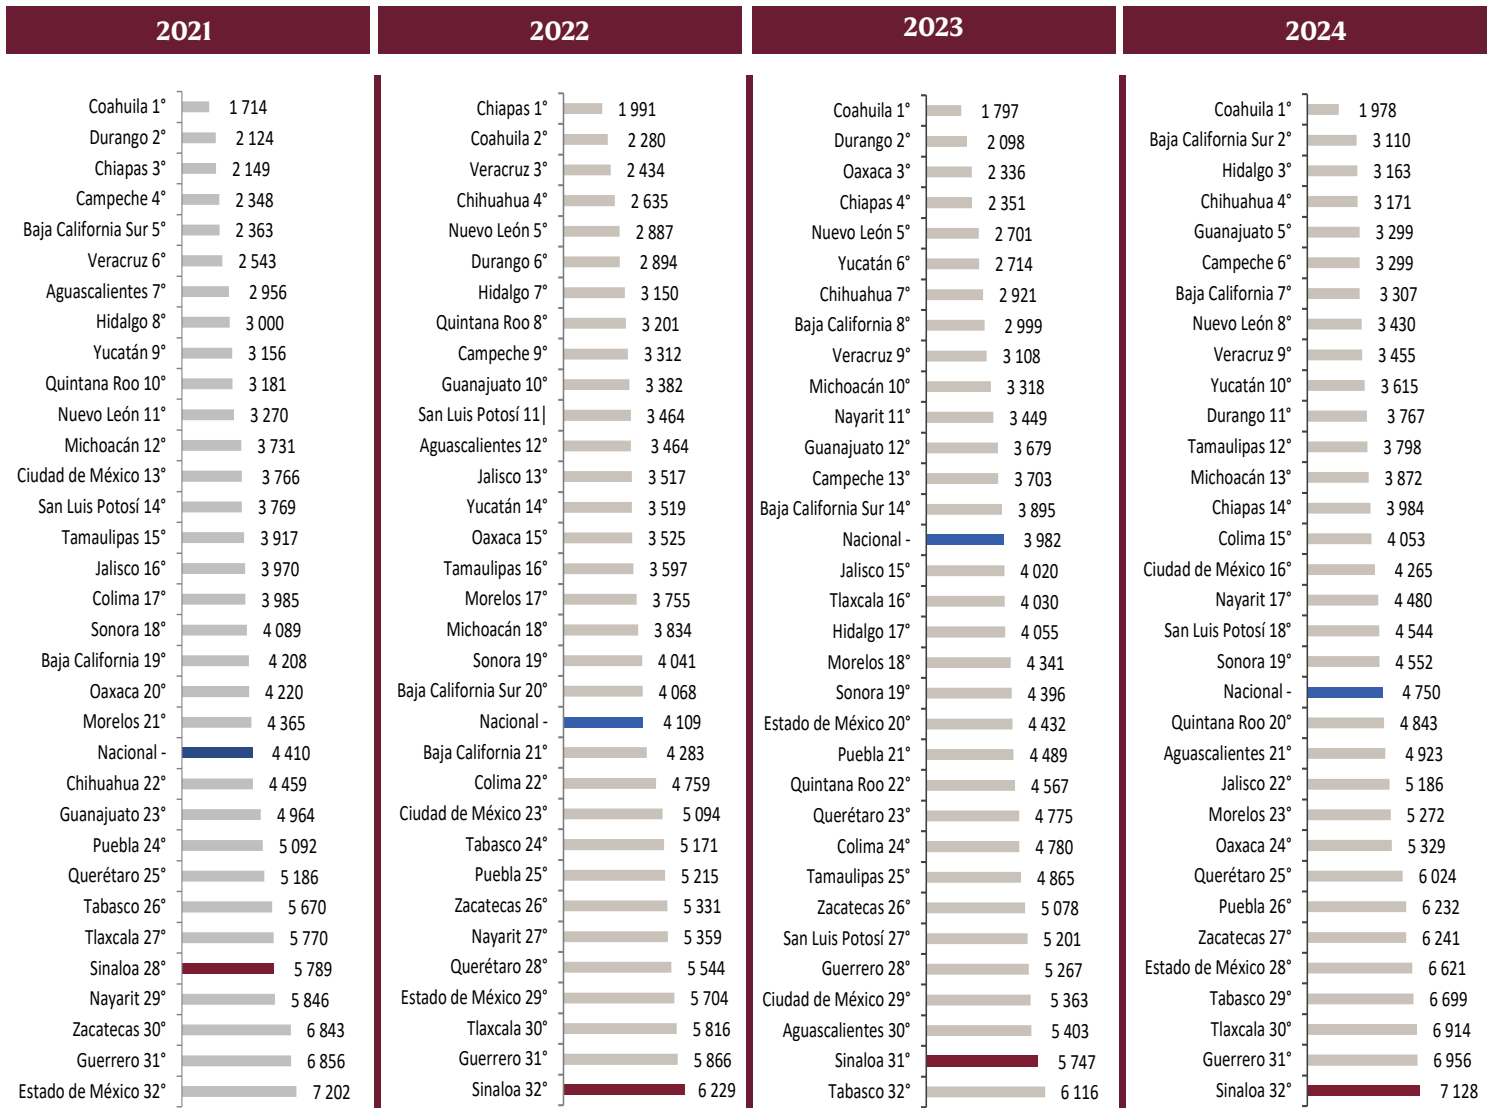 2021
Coahuila 1° 1 714
Durango 2° 2 124
Chiapas 3° 2 149
Campeche 4° 2 348
Baja California Sur 5° 2 363
Veracruz 6° 2 543
Aguascalientes 7° 2 956
Hidalgo 8° 3 000
Yucatán 9° 3 156
Quintana Roo 10° 3 181
Nuevo León 11° 3 270
Michoacán 12° 3 731
Ciudad de México 13° 3 766
San Luis Potosí 14° 3 769
Tamaulipas 15° 3 917
Jalisco 16° 3 970
Colima 17° 3 985
Sonora 18° 4 089
Baja California 19° 4 208
Oaxaca 20° 4 220
Morelos 21° 4 365
Nacional - 4 410
Chihuahua 22° 4 459
Guanajuato 23° 4 964
Puebla 24° 5 092
Querétaro 25° 5 186
Tabasco 26° 5 670
Tlaxcala 27° 5 770
Sinaloa 28° 5 789
Nayarit 29° 5 846
Zacatecas 30° 6 843
Guerrero 31° 6 856
Estado de México 32° 7 202
2022
Chiapas 1° 1 991
Coahuila 2° 2 280
Veracruz 3° 2 434
Chihuahua 4° 2 635
Nuevo León 5° 2 887
Durango 6° 2 894
Hidalgo 7° 3 150
Quintana Roo 8° 3 201
Campeche 9° 3 312
Guanajuato 10° 3 382
San Luis Potosí 11| 3 464
Aguascalientes 12° 3 464
Jalisco 13° 3 517
Yucatán 14° 3 519
Oaxaca 15° 3 525
Tamaulipas 16° 3 597
Morelos 17° 3 755
Michoacán 18° 3 834
Sonora 19° 4 041
Baja California Sur 20° 4 068
Nacional - 4 109
Baja California 21° 4 283
Colima 22° 4 759
Ciudad de México 23° 5 094
Tabasco 24° 5 171
Puebla 25° 5 215
Zacatecas 26° 5 331
Nayarit 27° 5 359
Querétaro 28° 5 544
Estado de México 29° 5 704
Tlaxcala 30° 5 816
Guerrero 31° 5 866
Sinaloa 32° 6 229
2023
Coahuila 1° 1 797
Durango 2° 2 098
Oaxaca 3° 2 336
Chiapas 4° 2 351
Nuevo León 5° 2 701
Yucatán 6° 2 714
Chihuahua 7° 2 921
Baja California 8° 2 999
Veracruz 9° 3 108
Michoacán 10° 3 318
Nayarit 11° 3 449
Guanajuato 12° 3 679
Campeche 13° 3 703
Baja California Sur 14° 3 895
Nacional - 3 982
Jalisco 15° 4 020
Tlaxcala 16° 4 030
Hidalgo 17° 4 055
Morelos 18° 4 341
Sonora 19° 4 396
Estado de México 20° 4 432
Puebla 21° 4 489
Quintana Roo 22° 4 567
Querétaro 23° 4 775
Colima 24° 4 780
Tamaulipas 25° 4 865
Zacatecas 26° 5 078
San Luis Potosí 27° 5 201
Guerrero 28° 5 267
Ciudad de México 29° 5 363
Aguascalientes 30° 5 403
Sinaloa 31° 5 747
Tabasco 32° 6 116
2024
Coahuila 1° 1 978
Baja California Sur 2° 3 110
Hidalgo 3° 3 163
Chihuahua 4° 3 171
Guanajuato 5° 3 299
Campeche 6° 3 299
Baja California 7° 3 307
Nuevo León 8° 3 430
Veracruz 9° 3 455
Yucatán 10° 3 615
Durango 11° 3 767
Tamaulipas 12° 3 798
Michoacán 13° 3 872
Chiapas 14° 3 984
Colima 15° 4 053
Ciudad de México 16° 4 265
Nayarit 17° 4 480
San Luis Potosí 18° 4 544
Sonora 19° 4 552
Nacional - 4 750
Quintana Roo 20° 4 843
Aguascalientes 21° 4 923
Jalisco 22° 5 186
Morelos 23° 5 272
Oaxaca 24° 5 329
Querétaro 25° 6 024
Puebla 26° 6 232
Zacatecas 27° 6 241
Estado de México 28° 6 621
Tabasco 29° 6 699
Tlaxcala 30° 6 914
Guerrero 31° 6 956
Sinaloa 32° 7 128